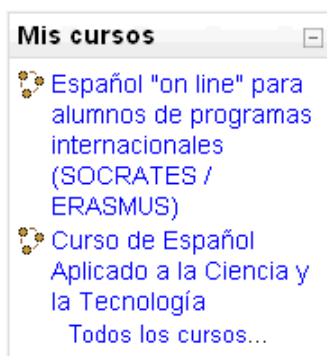 Mis cursos
Español "on line" para
alumnos de programas
internacionales
(SOCRATES /
ERASMUS)
Curso de Español
Aplicado a la Ciencia y
la Tecnología
Todos los cursos...